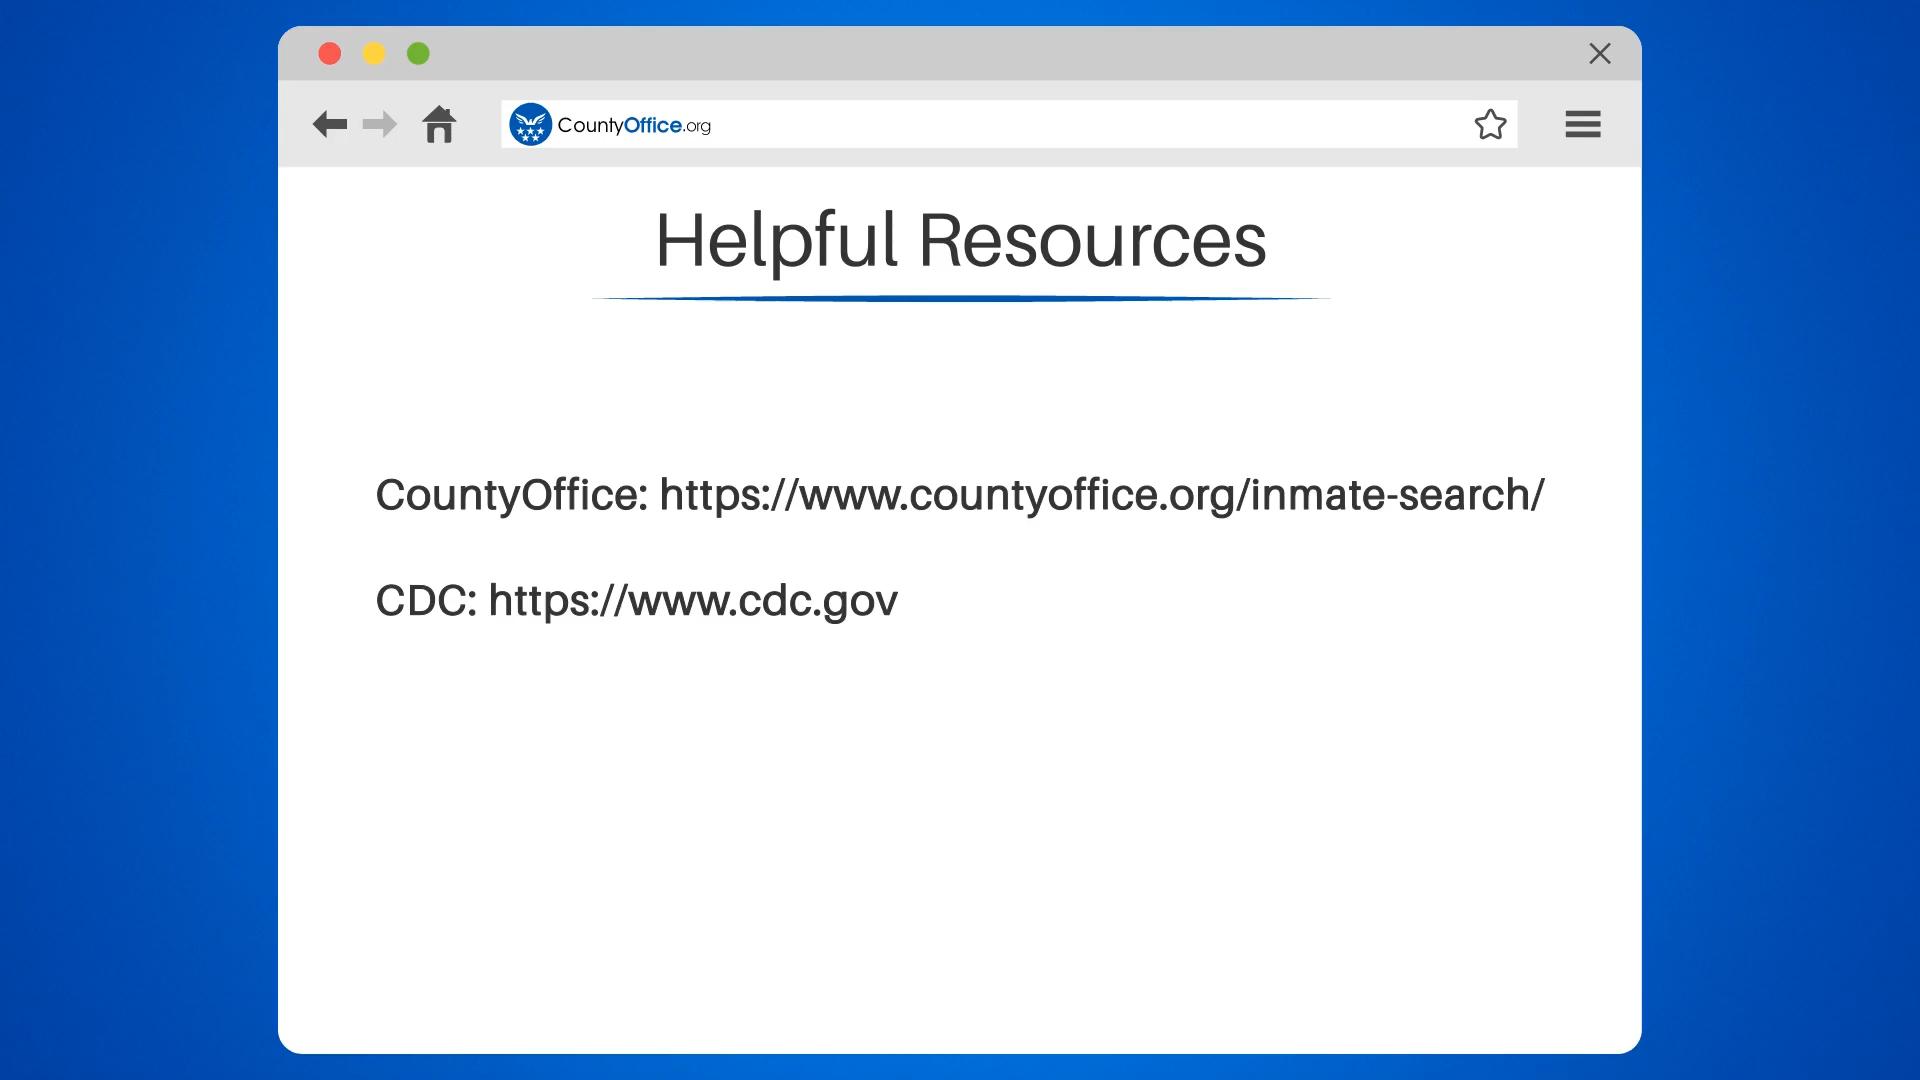 CountyOffice.org
Helpful Resources
CountyOffice: https://www.countyoffice.org/inmate-search/
CDC: https://www.cdc.gov